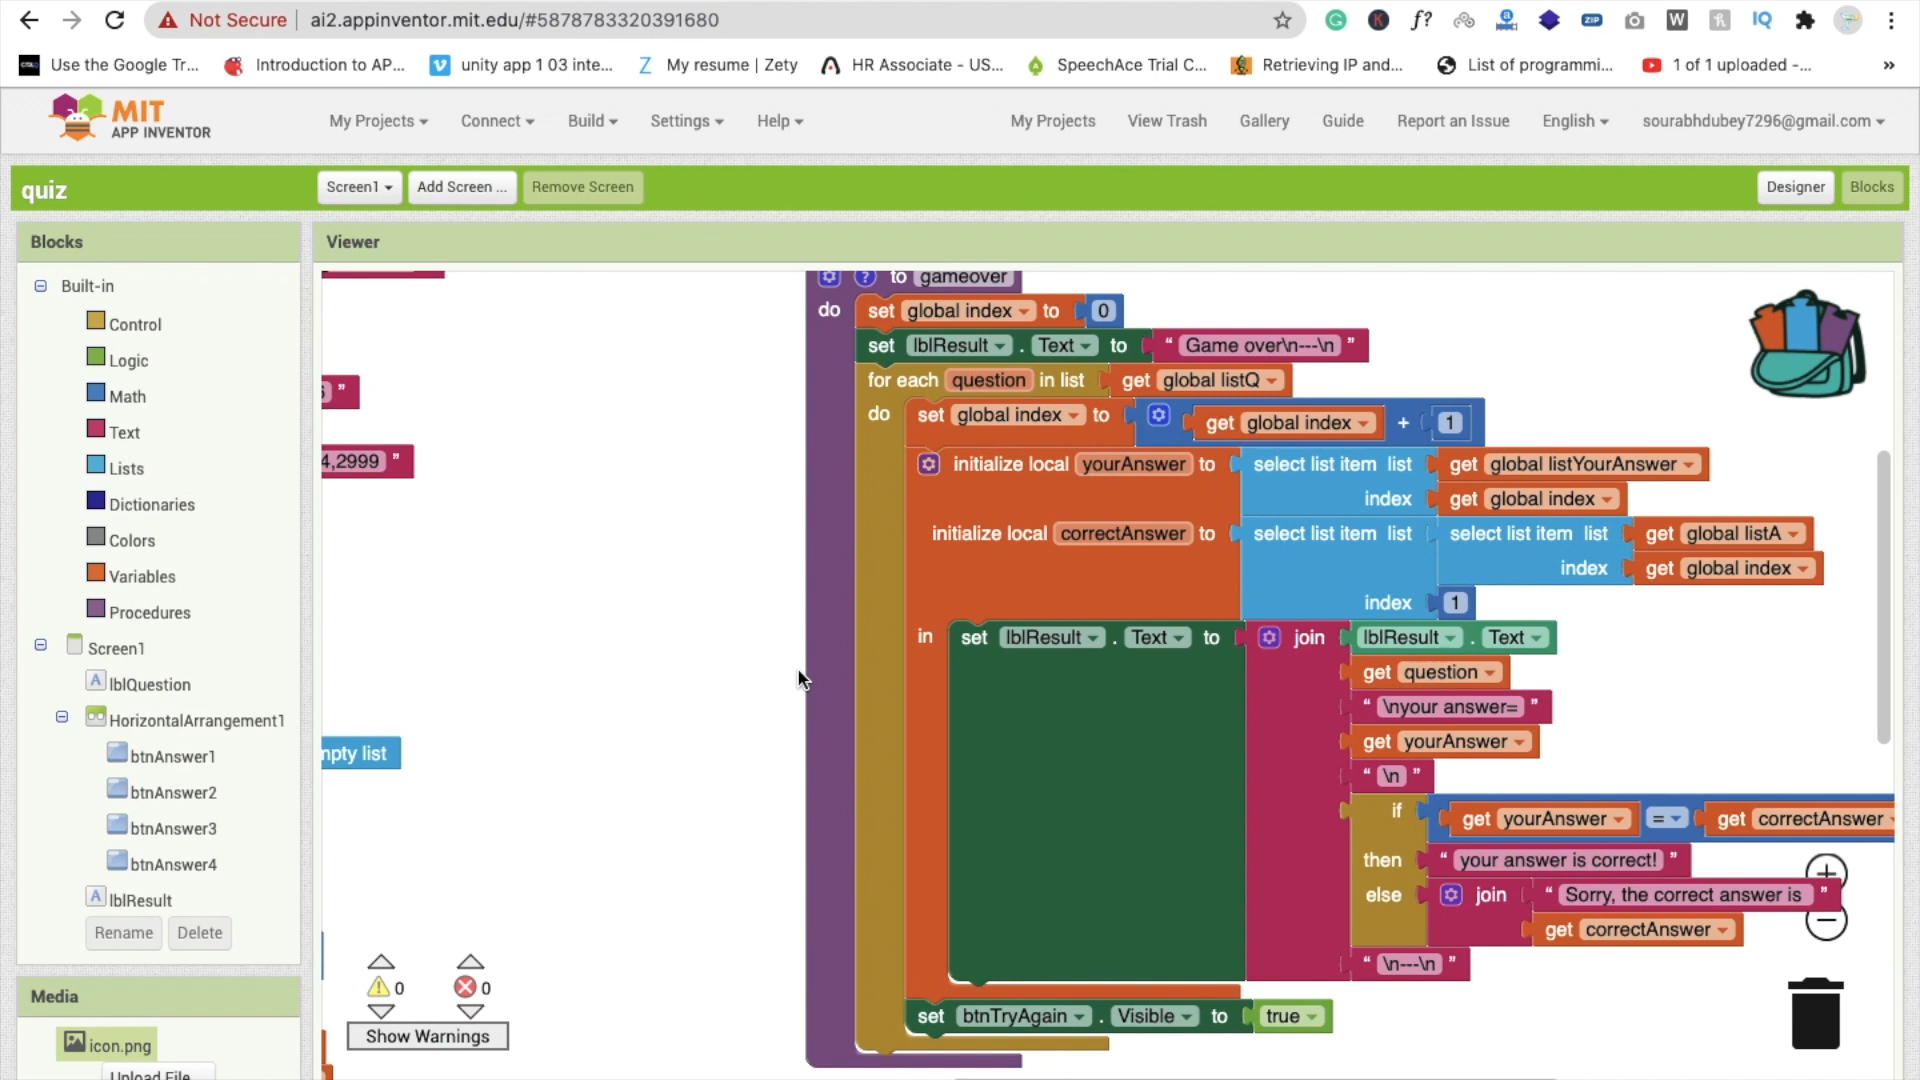 Not Secure
ai2.appinventor.mit.edu/#5878783320391680
f?
ZIP
W
IQ
Use the Google Tr...
Introduction to AP...
unity app 1 03 inte...
My resume | Zety
HR Associate - US...
SpeechAce Trial C...
Retrieving IP and...
List of programmi...
1 of 1 uploaded -...
»
MIT
APP INVENTOR
My Projects
Connect
Build
Settings
Help
My Projects
View Trash
Gallery
Guide
Report an Issue
English
sourabhdubey7296@gmail.com
quiz
Screen1
Add Screen ...
Remove Screen
Designer
Blocks
Blocks
Viewer
Built-in
Control
Logic
Math
Text
Lists
Dictionaries
Colors
Variables
Procedures
Screen1
lblQuestion
HorizontalArrangement1
btnAnswer1
btnAnswer2
btnAnswer3
btnAnswer4
lblResult
Rename
Delete
Media
icon.png
Upload File
”
4,2999 ”
mpty list
0
0
Show Warnings
? to gameover
do set global index to 0
set lblResult . Text to “ Game over\n---\n ”
for each question in list get global listQ
do set global index to get global index + 1
initialize local yourAnswer to select list item list get global listYourAnswer
index get global index
initialize local correctAnswer to select list item list select list item list get global listA
index get global index
index 1
in set lblResult . Text to join lblResult . Text
get question
“ \nyour answer= ”
get yourAnswer
“ \n ”
if get yourAnswer = get correctAnswer
then “ your answer is correct! ”
else join “ Sorry, the correct answer is ”
get correctAnswer
“ \n---\n ”
set btnTryAgain . Visible to true